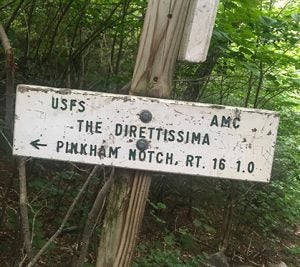 USFS AMC
THE DIRETTISSIMA
← PINKHAM NOTCH, RT. 16 1.0